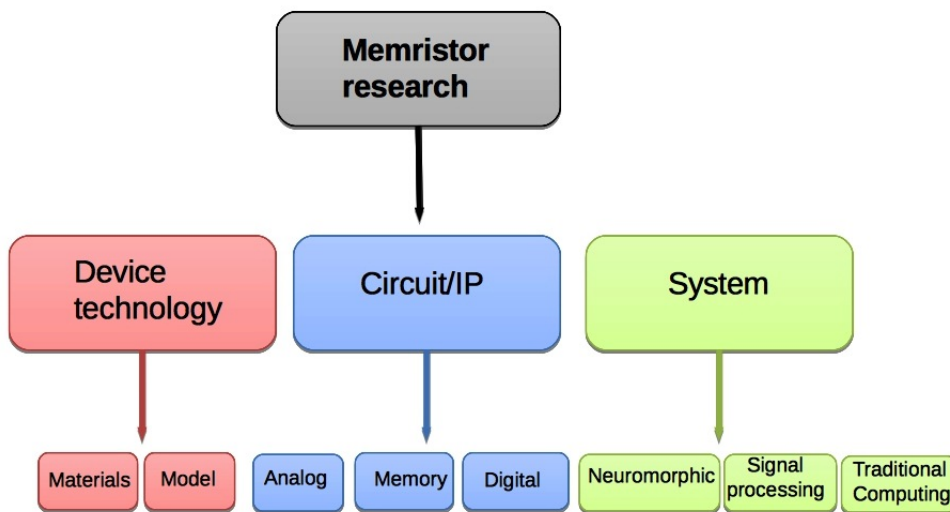 Memristor
research
Device
technology
Circuit/IP
System
Materials
Model
Analog
Memory
Digital
Neuromorphic
Signal
processing
Traditional
Computing